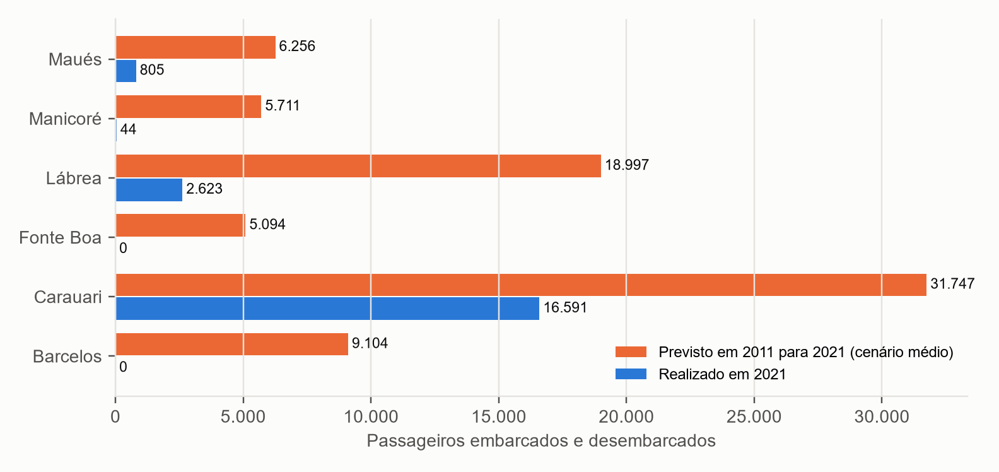 Maués
6.256
805
Manicoré
5.711
44
Lábrea
18.997
2.623
Fonte Boa
5.094
0
Carauari
31.747
16.591
Barcelos
9.104
0
Previsto em 2011 para 2021 (cenário médio)
Realizado em 2021
0 5.000 10.000 15.000 20.000 25.000 30.000
Passageiros embarcados e desembarcados